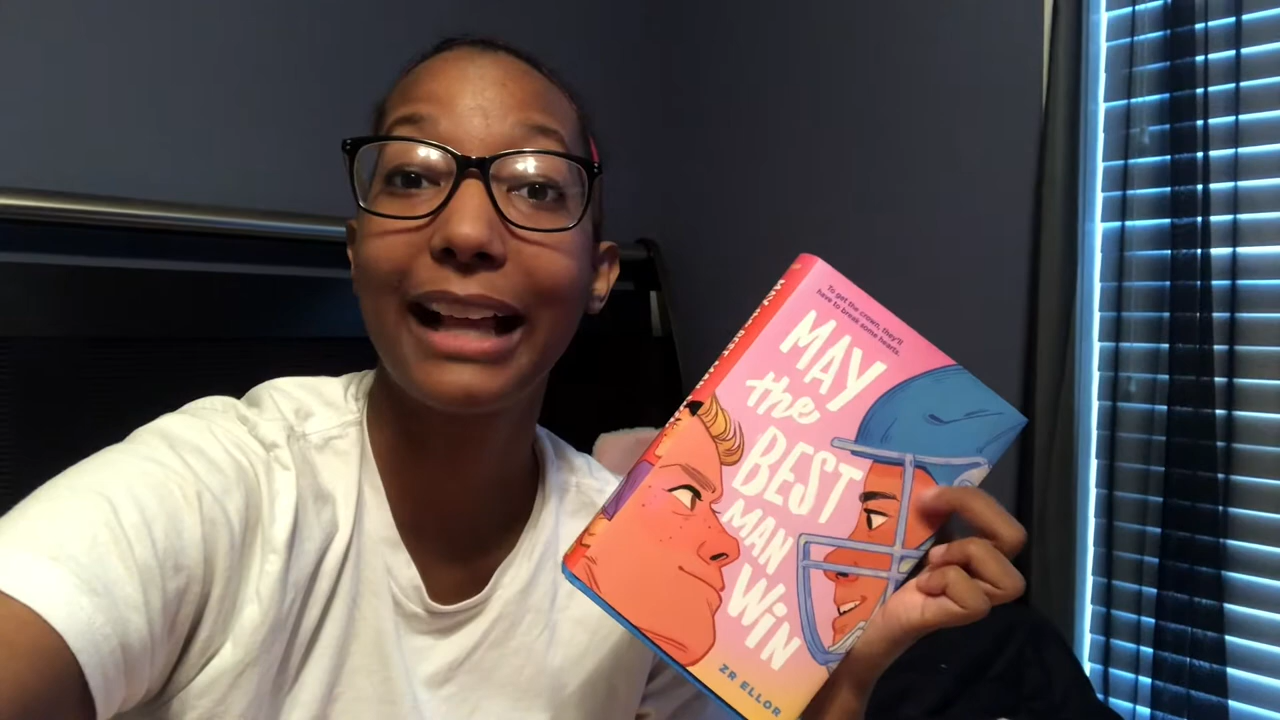 To get the crown, they'll
have to break some hearts.
MAY
the
BEST
MAN
WiN
ZR ELLOR